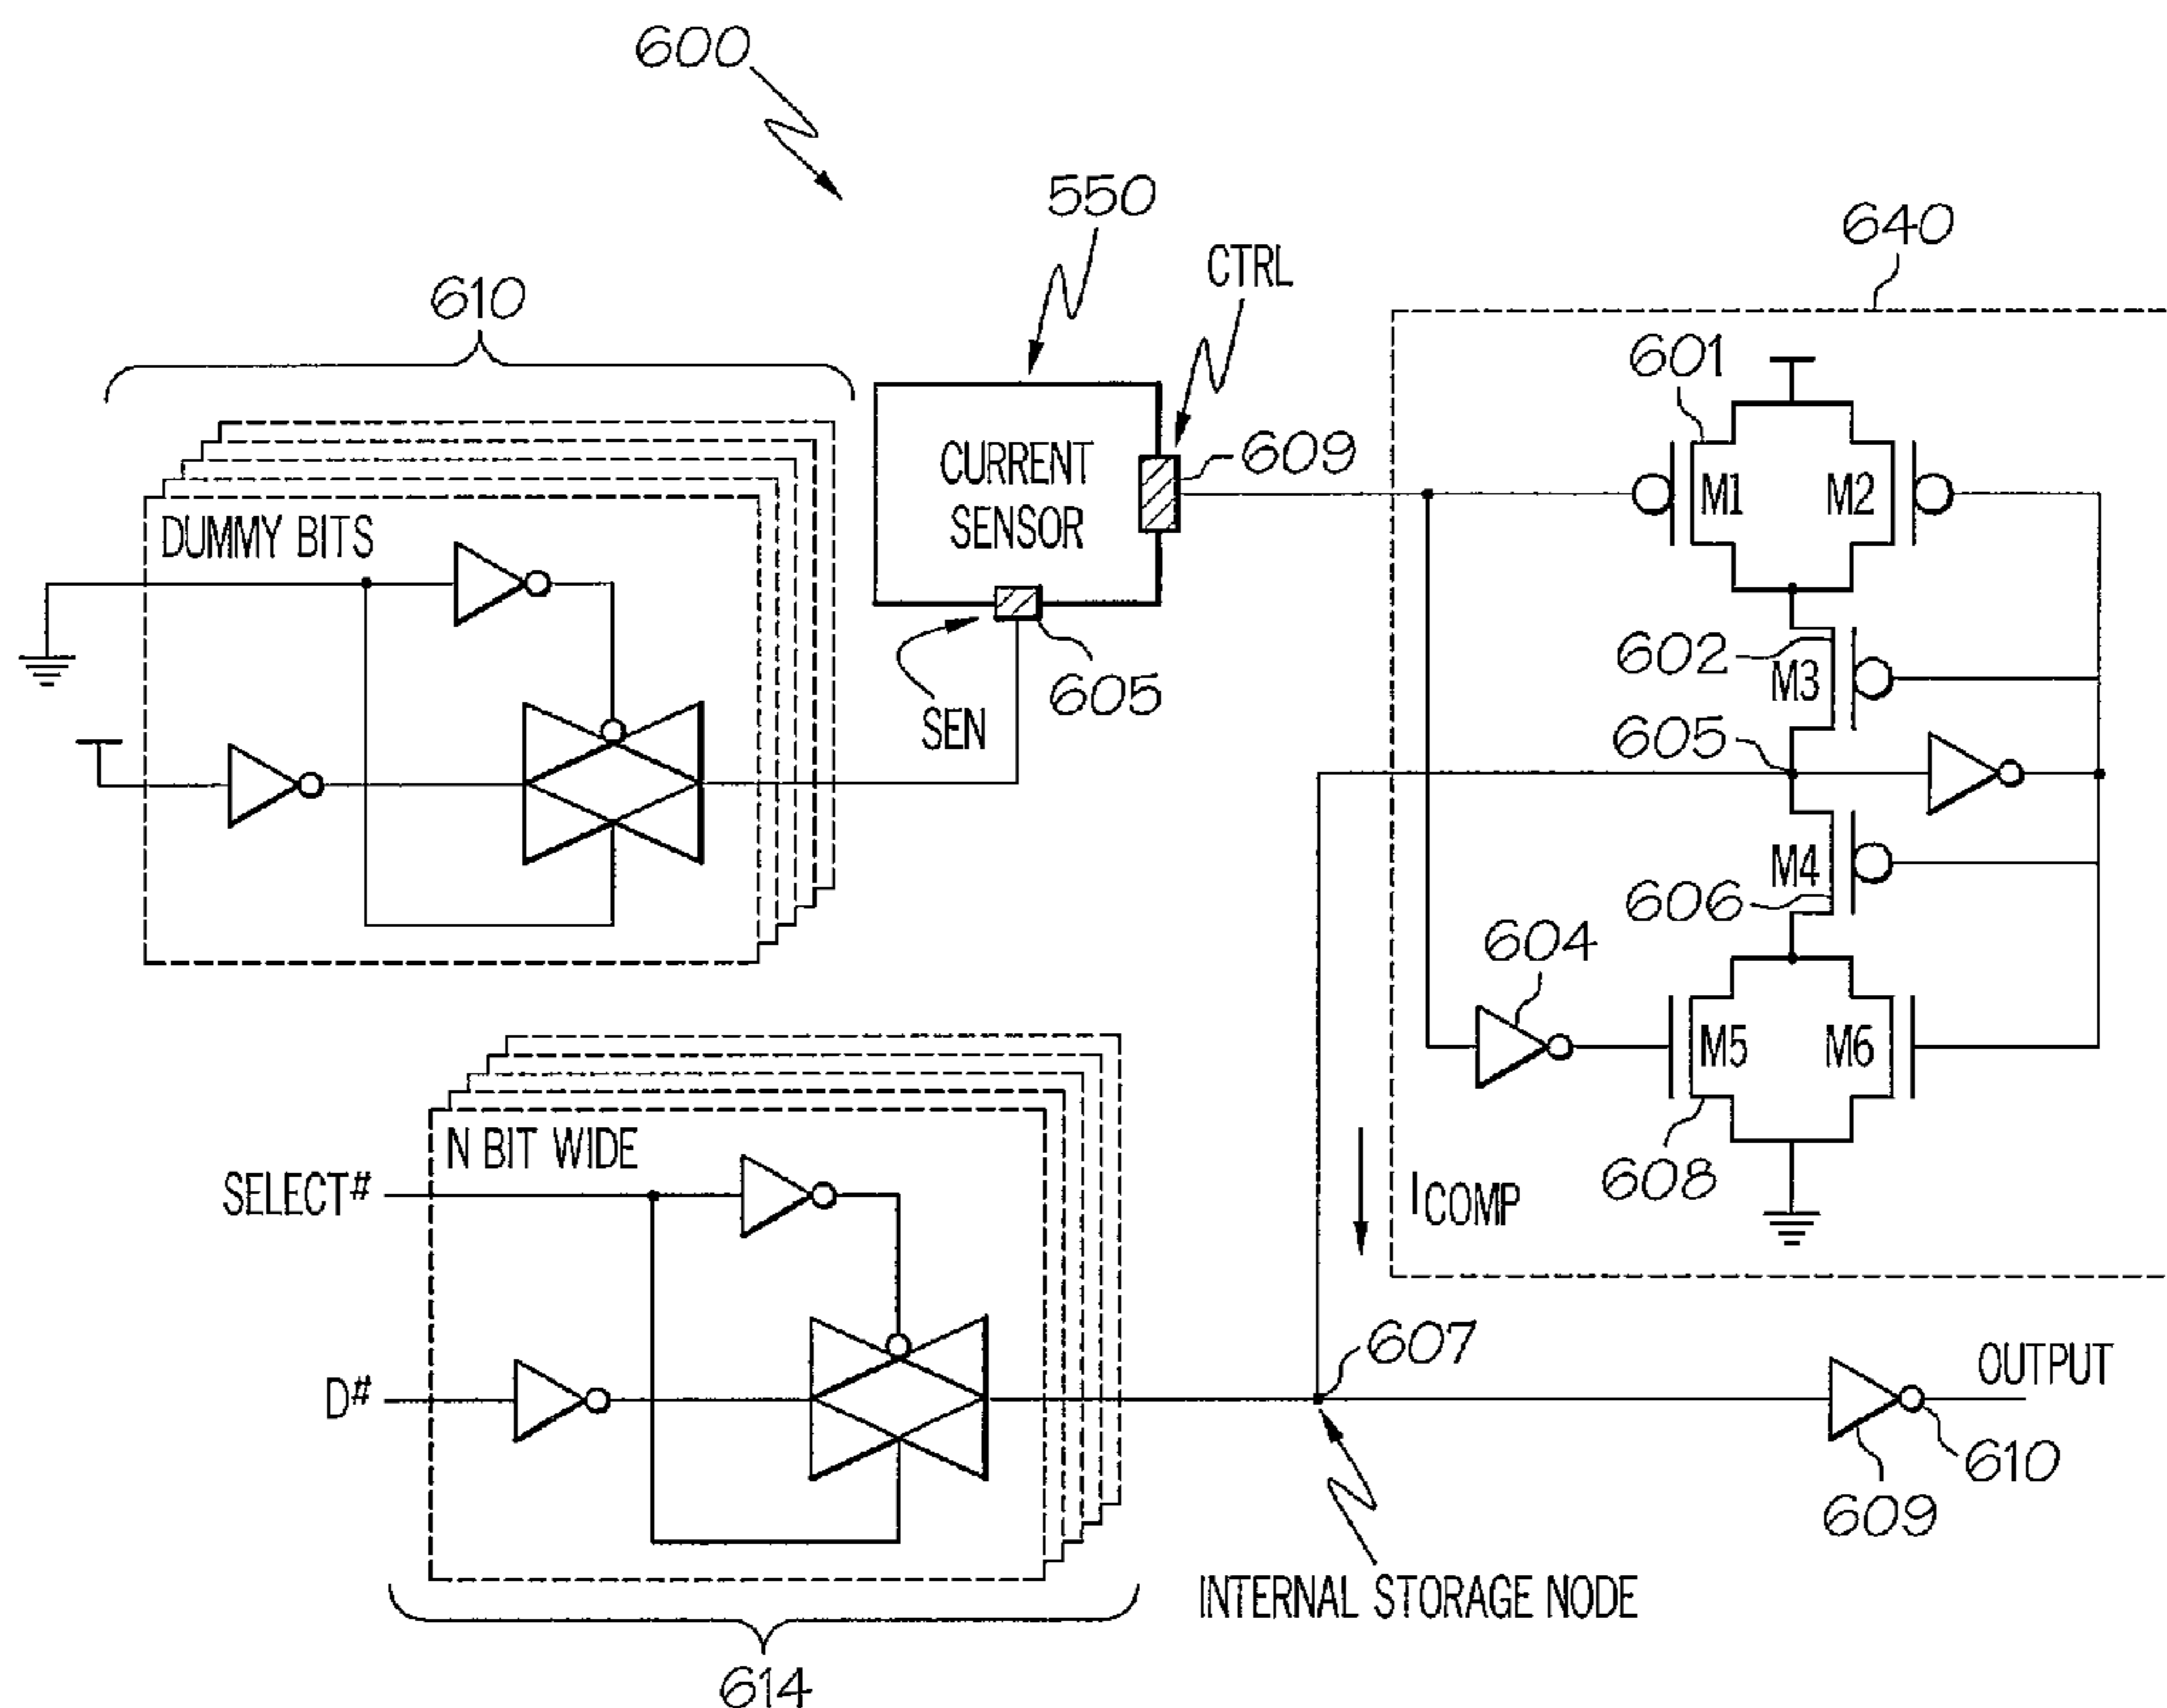 600
550
640
CTRL
610
601
609
CURRENT
SENSOR
M1
M2
DUMMY BITS
602
M3
605
SEN
605
M4
606
604
M5
M6
N BIT WIDE
SELECT#
ICOMP
608
607
OUTPUT
D#
610
609
INTERNAL STORAGE NODE
614